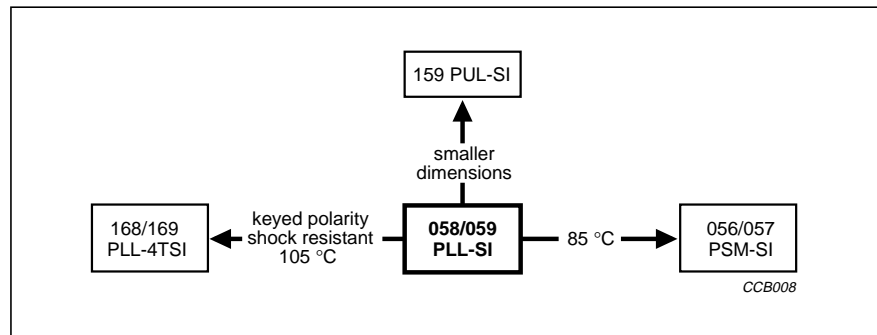 159 PUL-SI
smaller
dimensions
168/169
PLL-4TSI
keyed polarity
shock resistant
105 °C
058/059
PLL-SI
85 °C
056/057
PSM-SI
CCB008